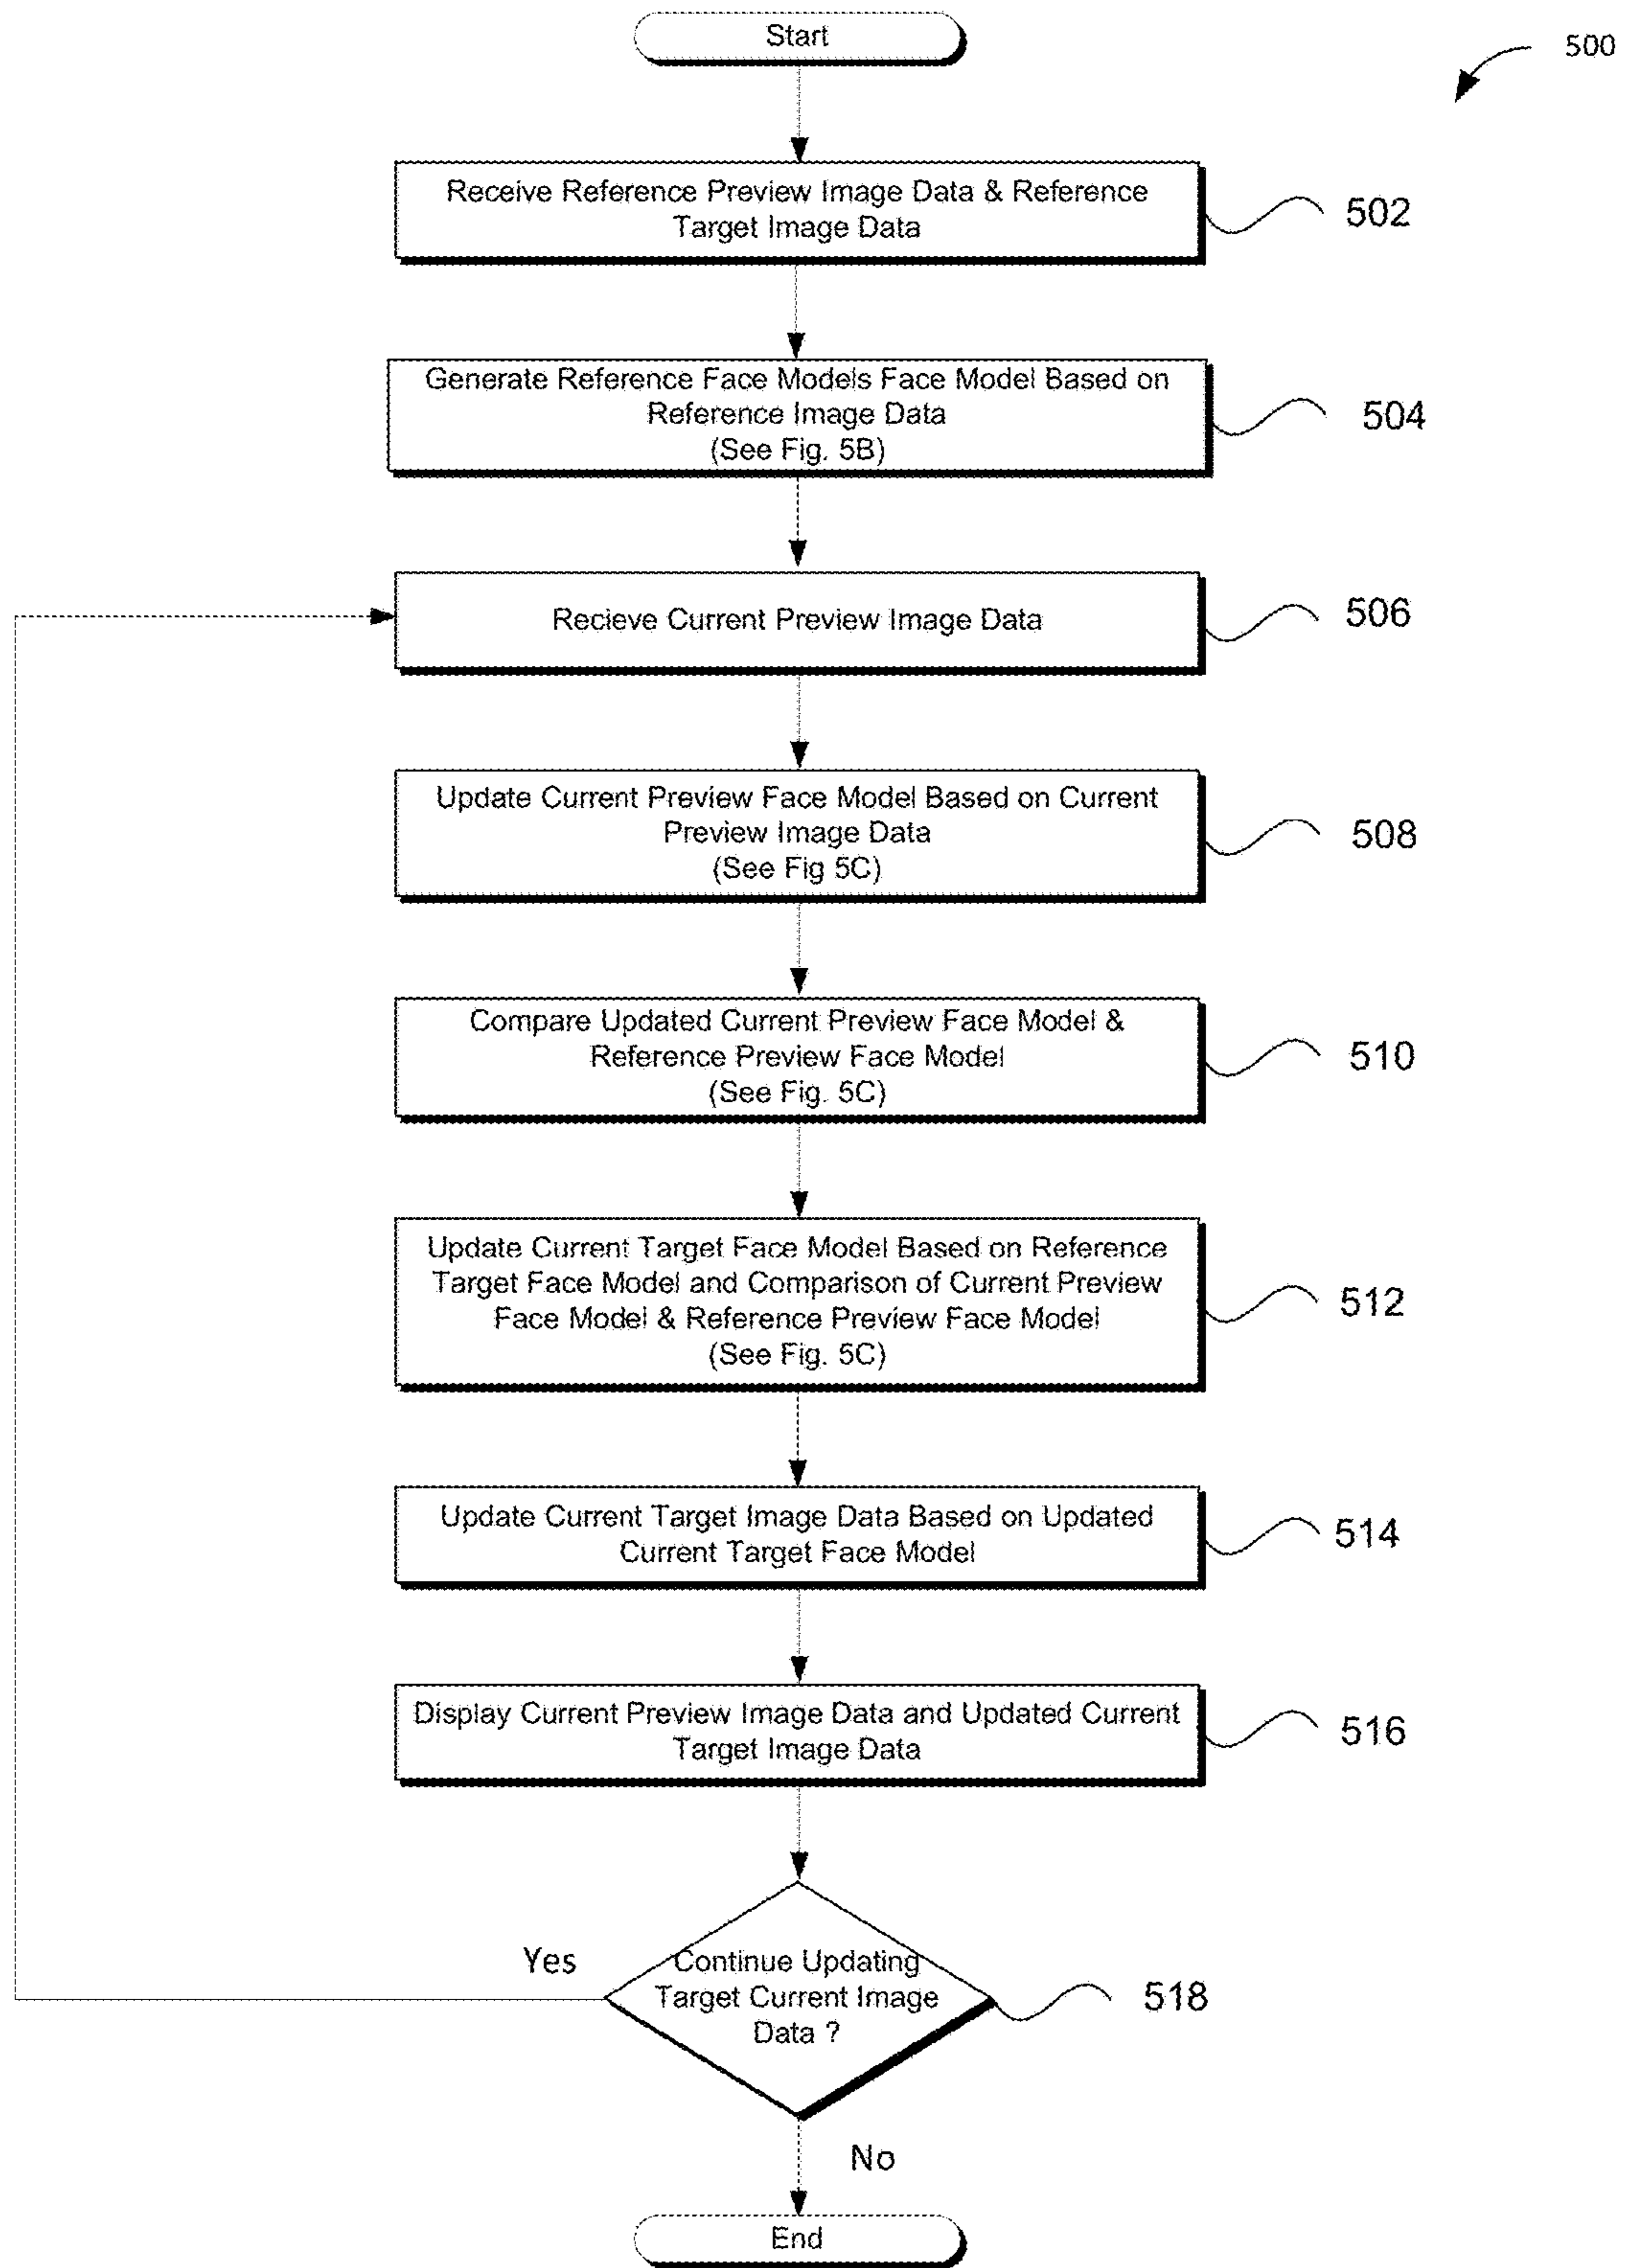 Start
500
Receive Reference Preview Image Data & Reference
Target Image Data
502
Generate Reference Face Models Face Model Based on
Reference Image Data
(See Fig. 5B)
504
Recieve Current Preview Image Data
506
Update Current Preview Face Model Based on Current
Preview Image Data
(See Fig 5C)
508
Compare Updated Current Preview Face Model &
Reference Preview Face Model
(See Fig. 5C)
510
Update Current Target Face Model Based on Reference
Target Face Model and Comparison of Current Preview
Face Model & Reference Preview Face Model
(See Fig. 5C)
512
Update Current Target Image Data Based on Updated
Current Target Face Model
514
Display Current Preview Image Data and Updated Current
Target Image Data
516
Yes
Continue Updating
Target Current Image
Data ?
518
No
End